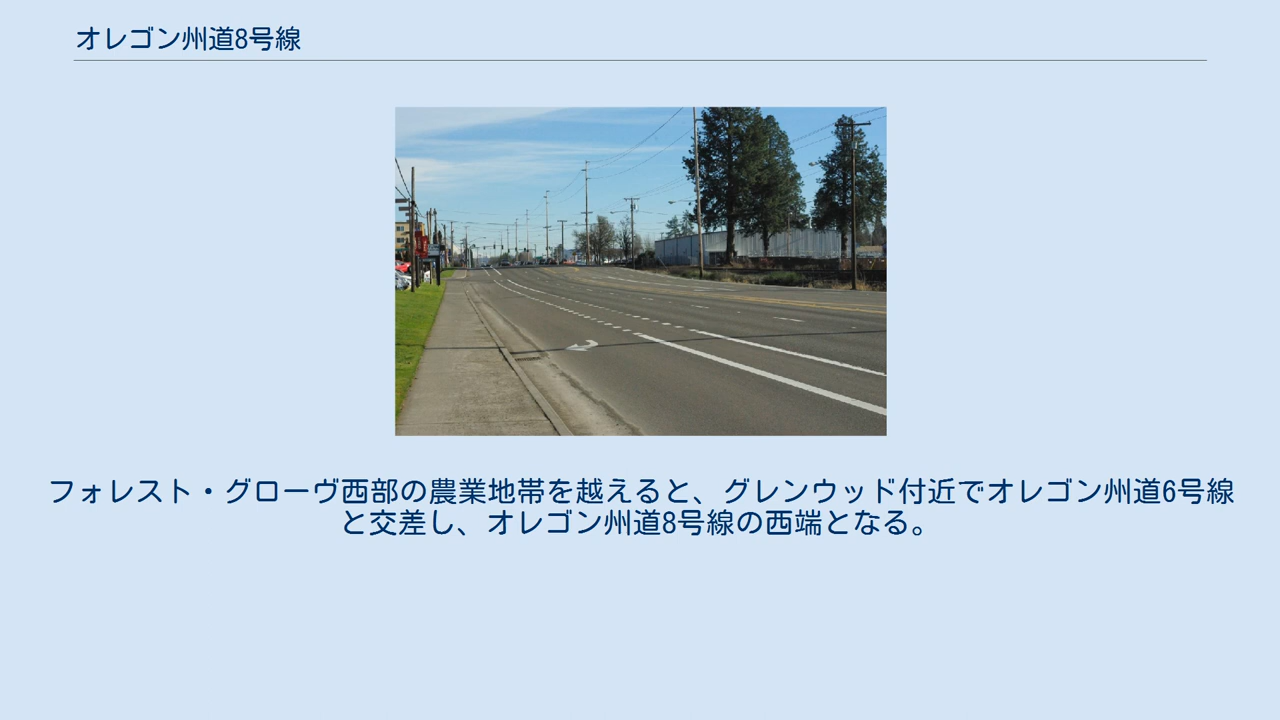 オレゴン州道8号線
フォレスト・グローヴ西部の農業地帯を越えると、グレンウッド付近でオレゴン州道6号線
と交差し、オレゴン州道8号線の西端となる。